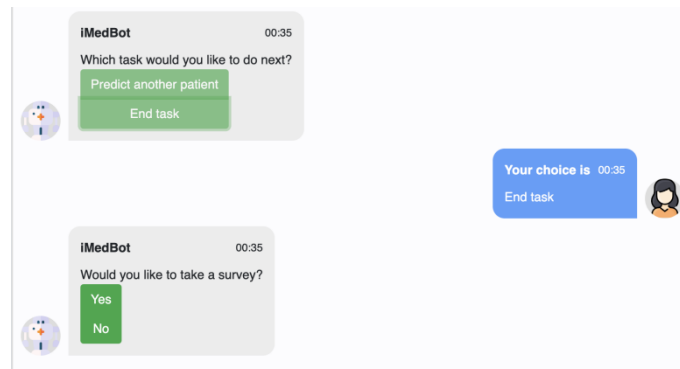 iMedBot 00:35
Which task would you like to do next?
Predict another patient
End task
Your choice is 00:35
End task
iMedBot 00:35
Would you like to take a survey?
Yes
No